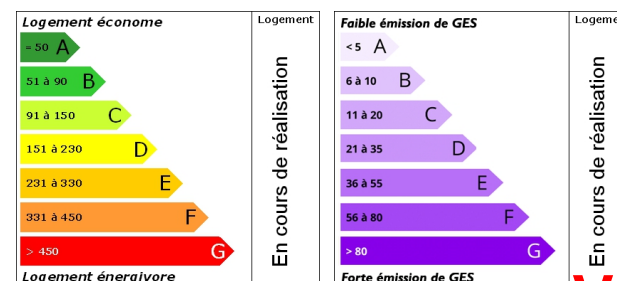 Logement économe
Logement
= 50 A
51 à 90 B
91 à 150 C
151 à 230 D
231 à 330 E
331 à 450 F
> 450 G
Logement énergivore
En cours de réalisation
Faible émission de GES
Logeme
< 5 A
6 à 10 B
11 à 20 C
21 à 35 D
36 à 55 E
56 à 80 F
> 80 G
Forte émission de GES
En cours de réalisation